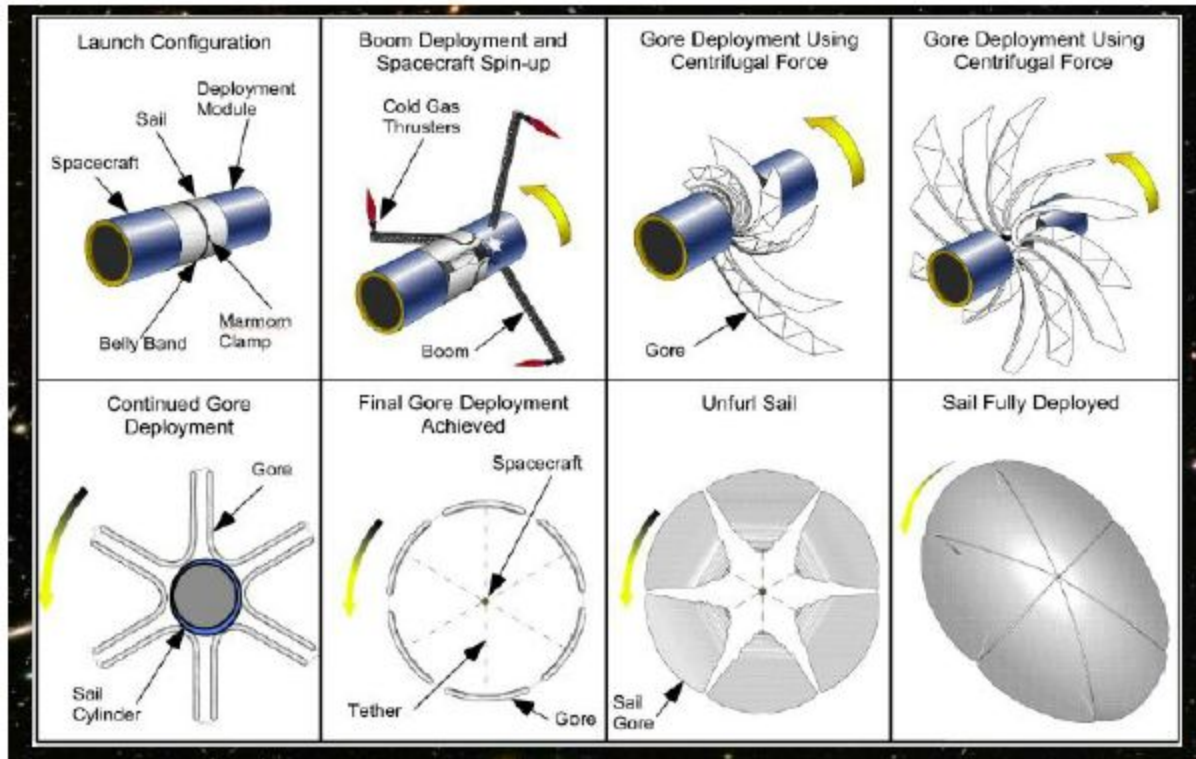 Launch Configuration
Deployment
Module
Sail
Spacecraft
Belly Band
Marmom
Clamp
Boom Deployment and
Spacecraft Spin-up
Cold Gas
Thrusters
Boom
Gore Deployment Using
Centrifugal Force
Gore
Gore Deployment Using
Centrifugal Force
Continued Gore
Deployment
Gore
Sail
Cylinder
Final Gore Deployment
Achieved
Spacecraft
Tether
Gore
Unfurl Sail
Sail
Gore
Sail Fully Deployed